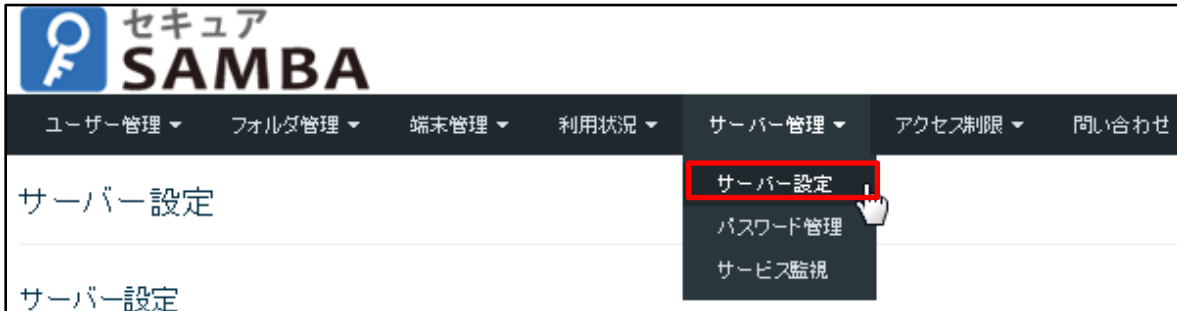 セキュア
SAMBA
ユーザー管理 フォルダ管理 端末管理 利用状況 サーバー管理 アクセス制限 問い合わせ
サーバー設定
サーバー設定
パスワード管理
サービス監視
サーバー設定